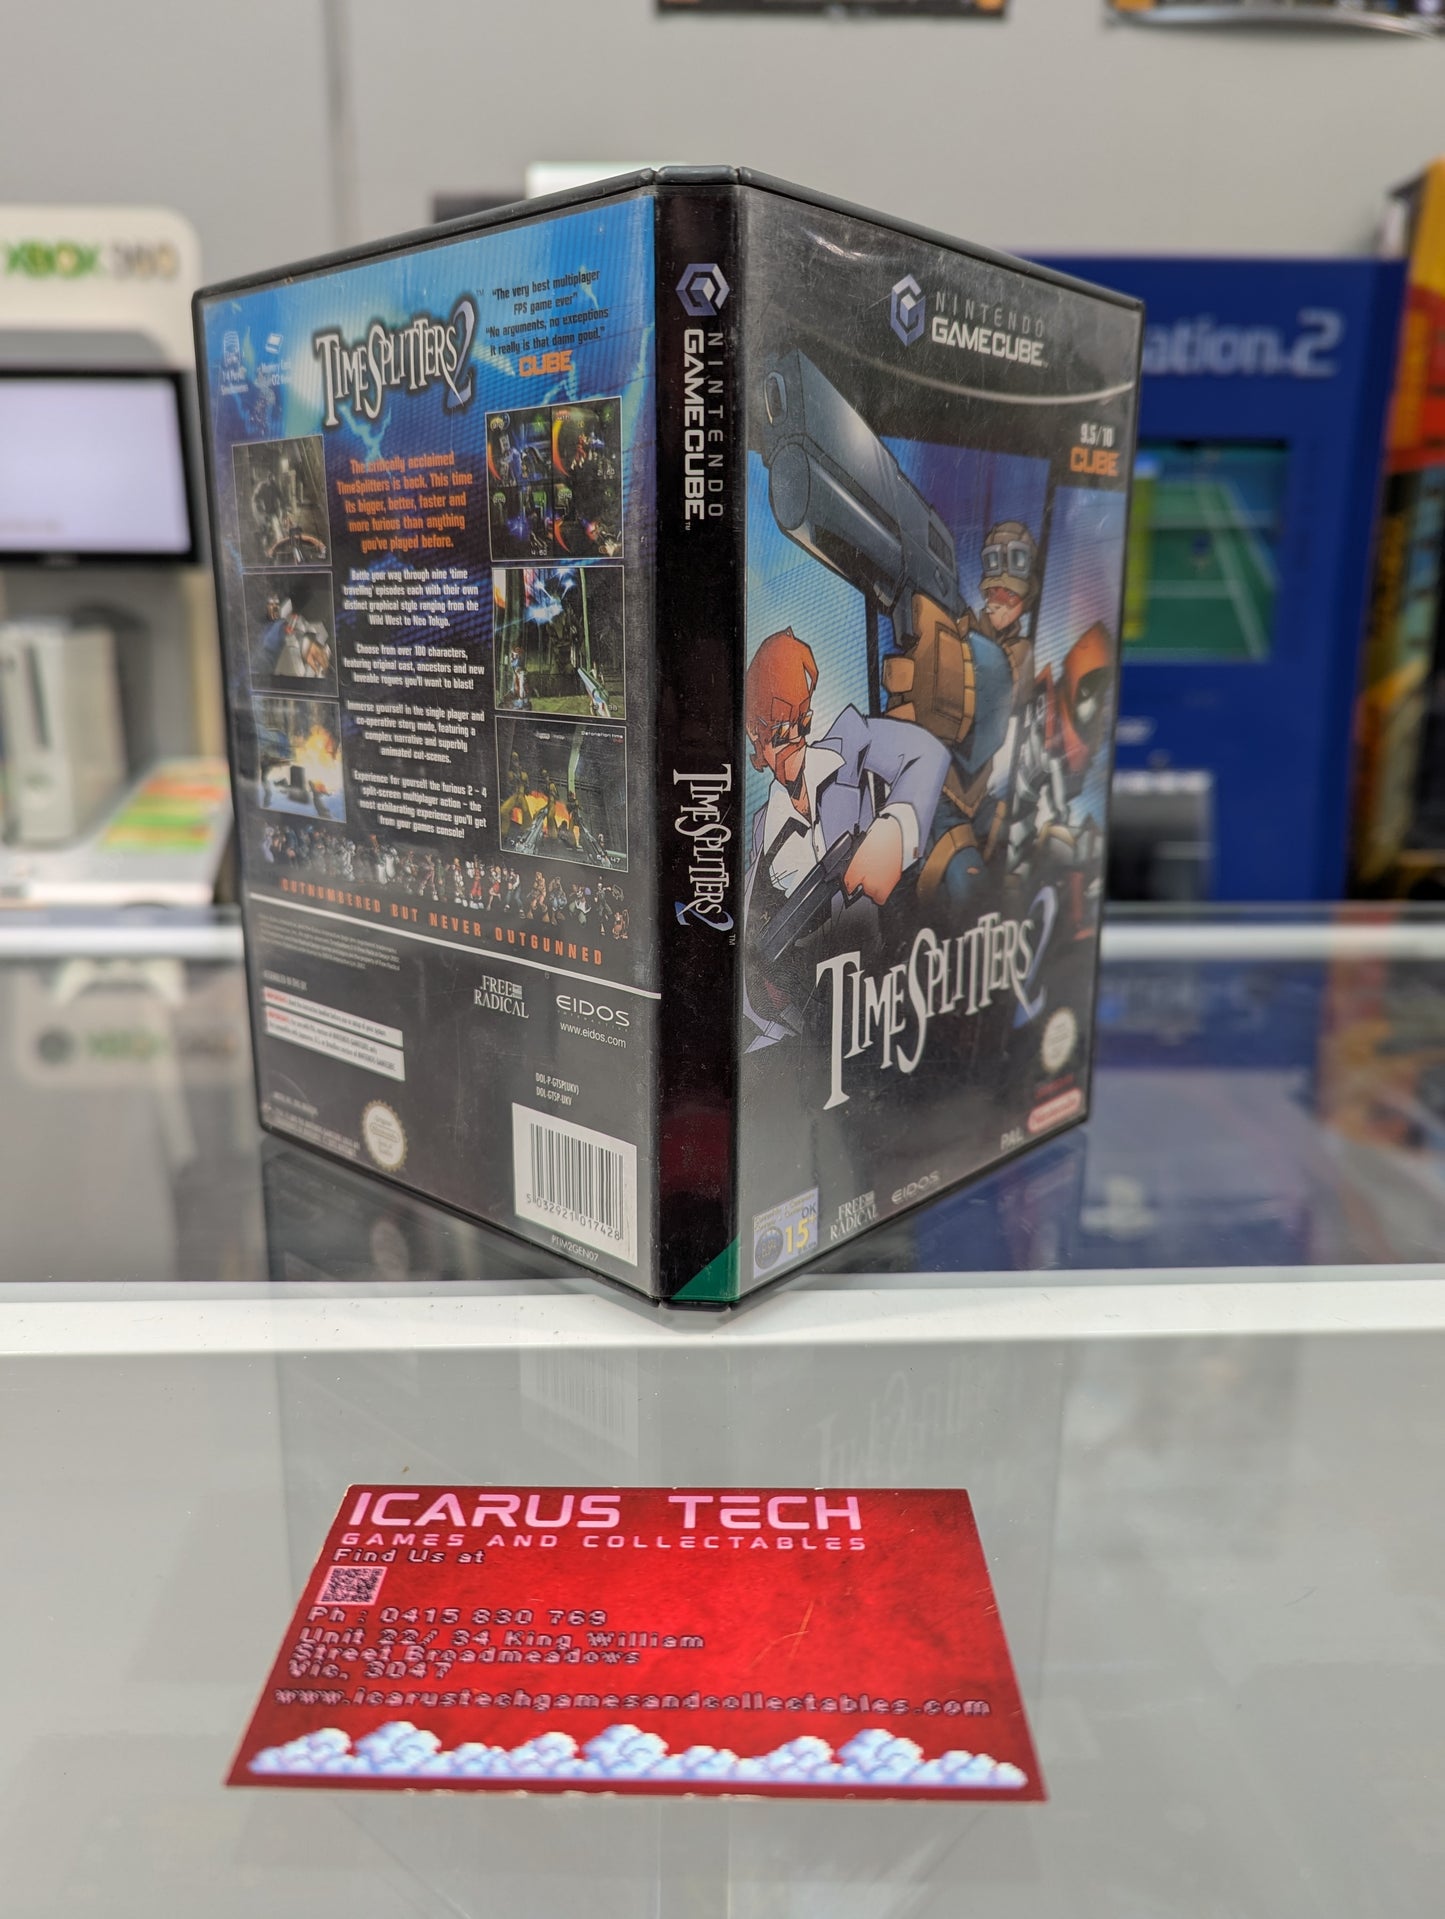 XBOX 360
TIMESPLITTERS 2
"The very best multiplayer
FPS game ever"
"No arguments, no exceptions
it really is that damn good."
CUBE
The critically acclaimed
TimeSplitters is back. This time
its bigger, better, faster and
more furious than anything
you've played before.
Battle your way through nine 'time
travelling' episodes each with their own
distinct graphical style ranging from the
Wild West to Neo Tokyo.
Choose from over 100 characters,
featuring original cast, ancestors and new
loveable rogues you'll want to blast!
Immerse yourself in the single player and
co-operative story mode, featuring a
complex narrative and superbly
animated cut-scenes.
Experience for yourself the furious 2 - 4
split-screen multiplayer action - the
most exhilarating experience you'll get
from your games console!
OUTNUMBERED BUT NEVER OUTGUNNED
FREE
RADICAL
EIDOS
www.eidos.com
DOL-P-GTSP(UKV)
DOL-GTSP-UKV
5 032921 017428
PTIM2GEN07
NINTENDO
GAMECUBE™
TIMESPLITTERS 2™
NINTENDO
GAMECUBE™
9.5/10
CUBE
TIMESPLITTERS 2
PAL
Nintendo
15+
OK
FREE
RADICAL
EIDOS
ation 2
ICARUS TECH
GAMES AND COLLECTABLES
Find Us at
Ph : 0415 830 769
Unit 22/ 34 King William
Street Broadmeadows
Vic. 3047
www.icarustechgamesandcollectables.com